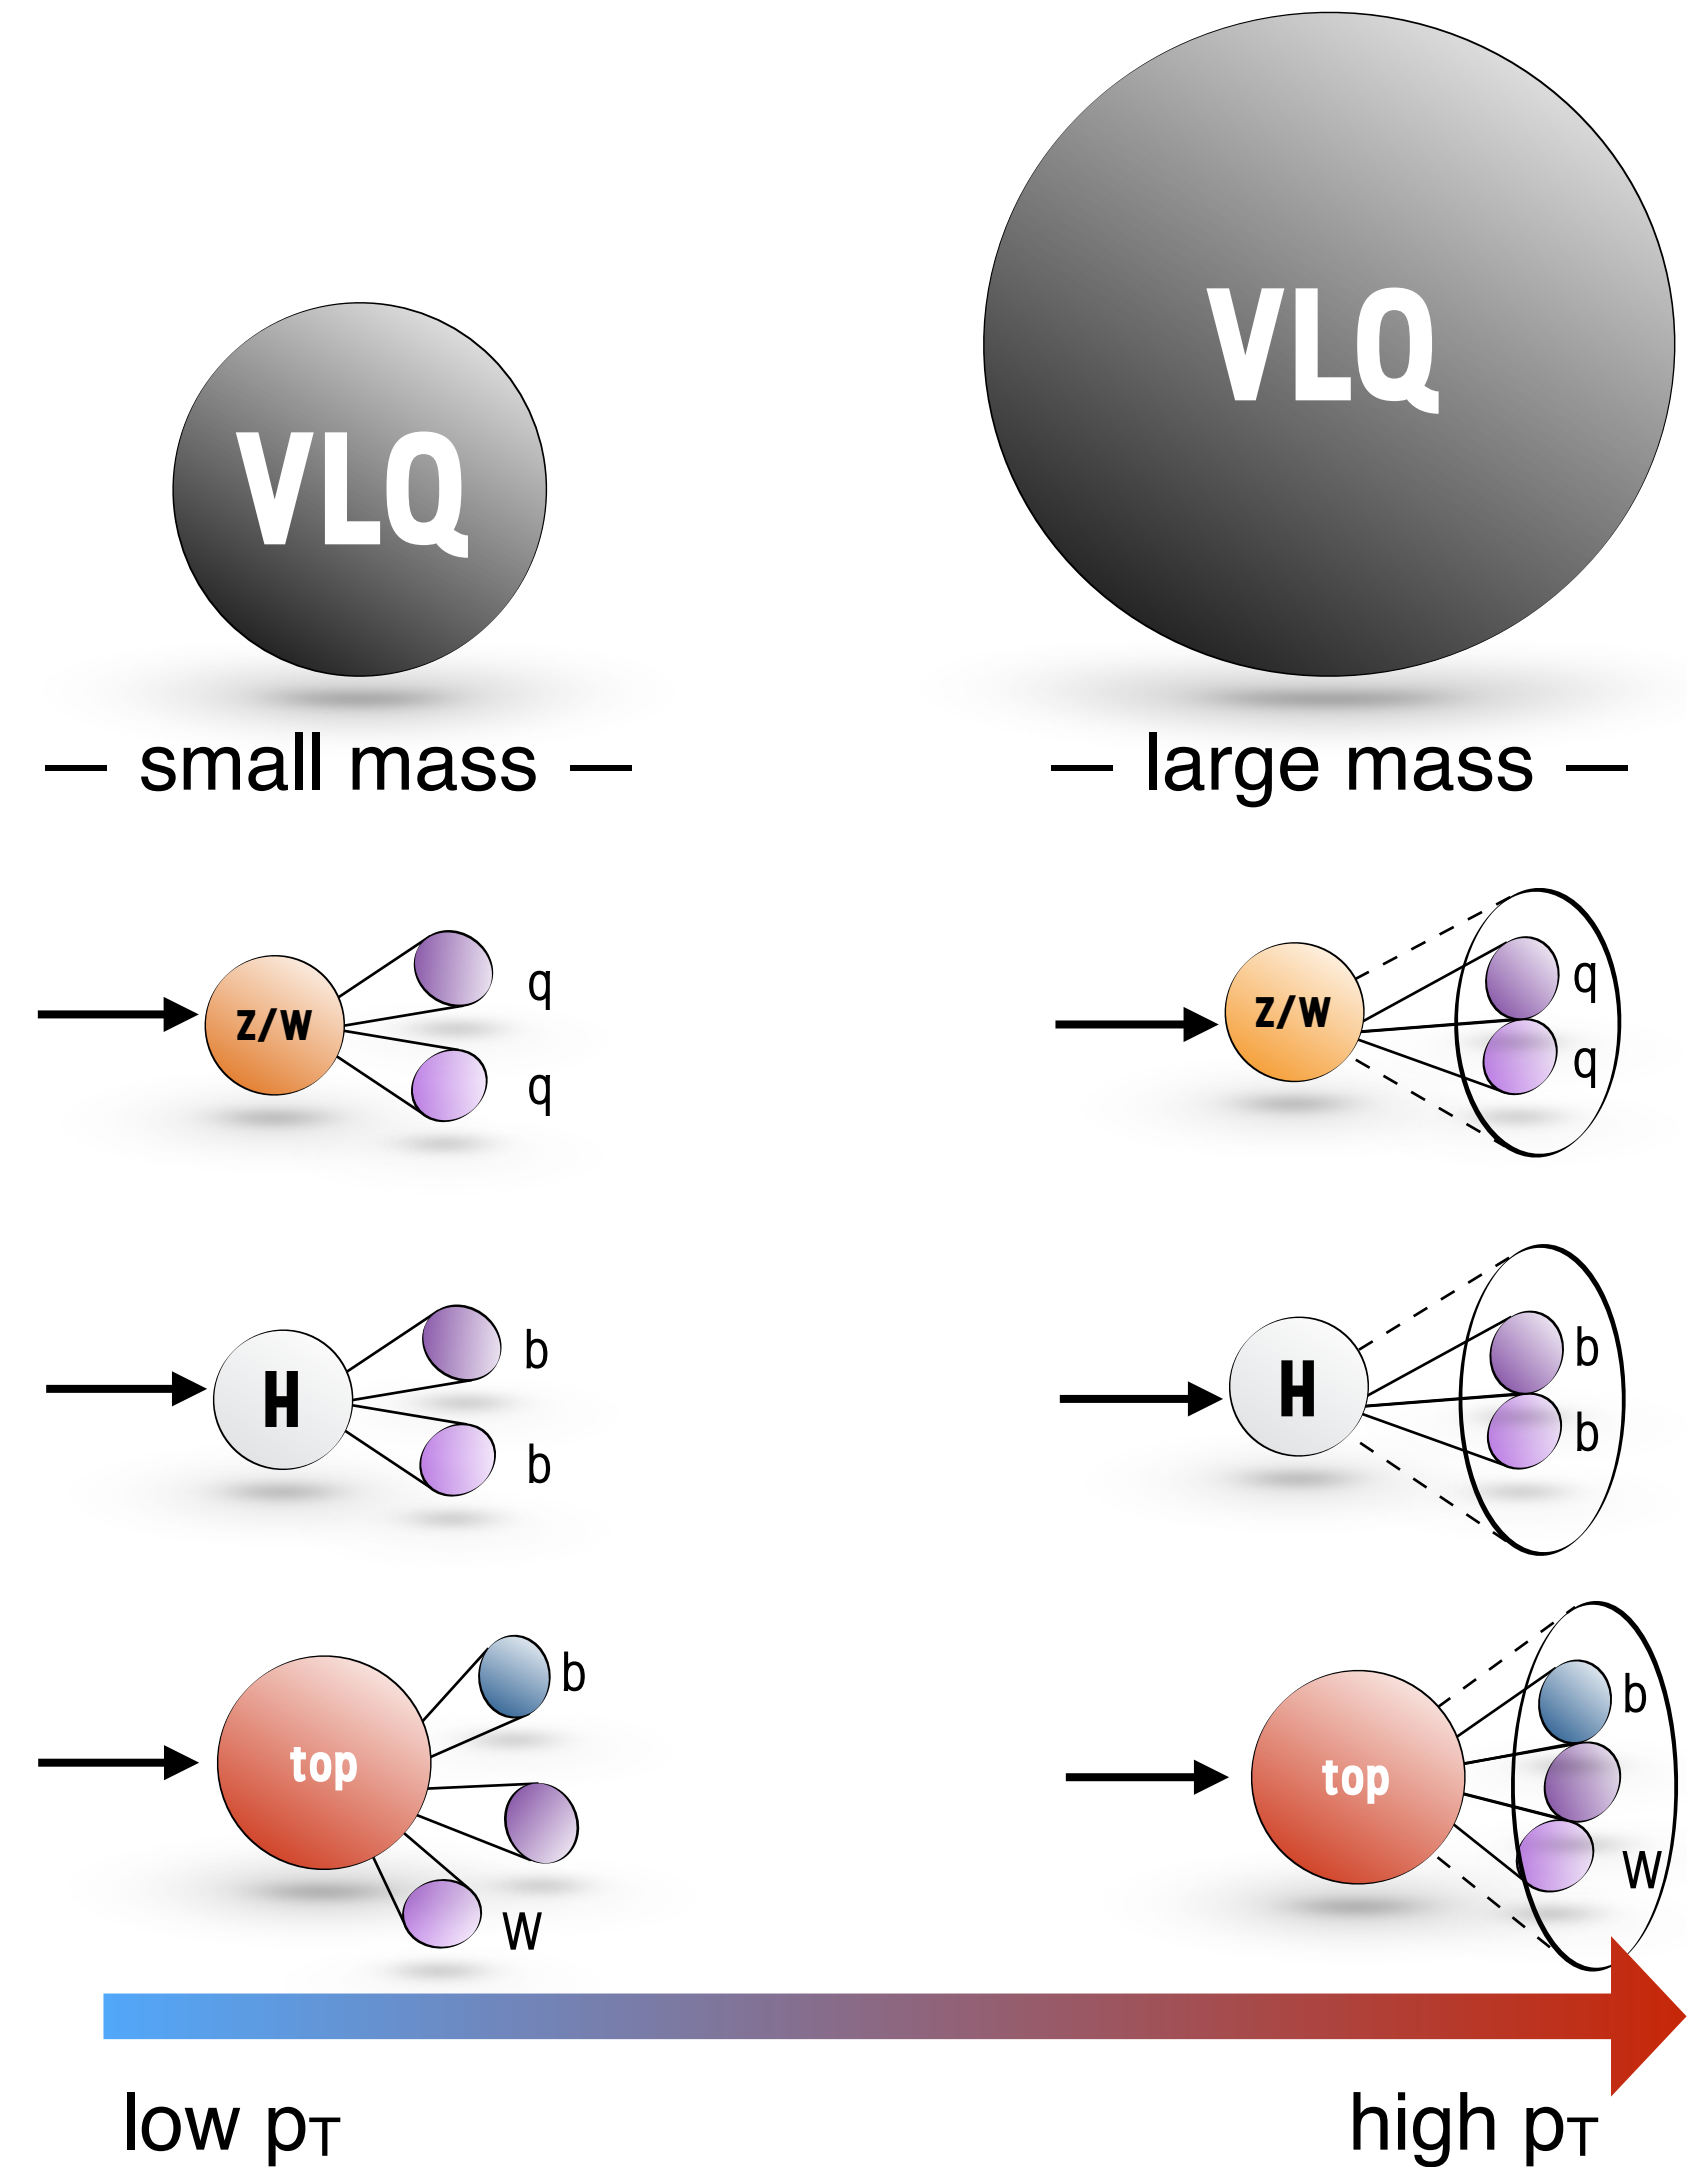 VLQ
VLQ
— small mass —
— large mass —
Z/W
q
q
Z/W
q
q
H
b
b
H
b
b
top
b
W
top
b
W
low pT
high pT